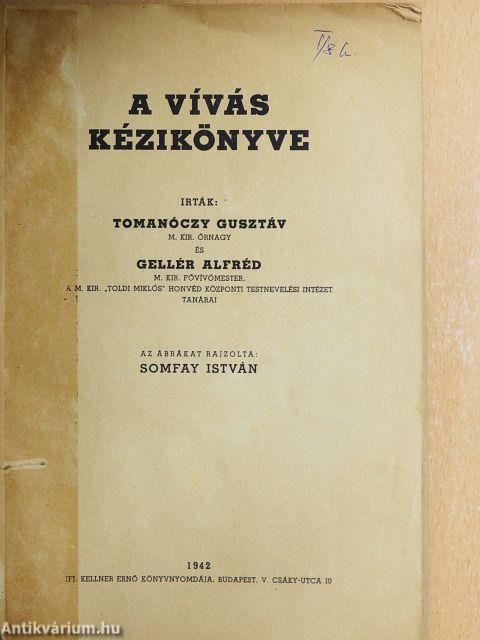 A VÍVÁS
KÉZIKÖNYVE
IRTÁK:
TOMANÓCZY GUSZTÁV
M. KIR. ŐRNAGY
ÉS
GELLÉR ALFRÉD
M. KIR. FŐVÍVÓMESTER,
A M. KIR. „TOLDI MIKLÓS" HONVÉD KÖZPONTI TESTNEVELÉSI INTÉZET
TANÁRAI
AZ ÁBRÁKAT RAJZOLTA:
SOMFAY ISTVÁN
1942
IFJ. KELLNER ERNŐ KÖNYVNYOMDÁJA, BUDAPEST, V. CSÁKY-UTCA 10
Antikvárium.hu